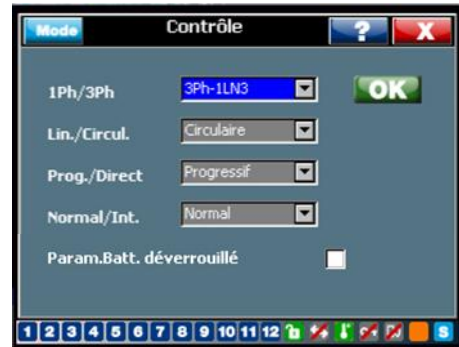 Mode Contrôle ? X
1Ph/3Ph 3Ph-1LN3 OK
Lin./Circul. Circulaire
Prog./Direct Progressif
Normal/Int. Normal
Param.Batt. déverrouillé
1 2 3 4 5 6 7 8 9 10 11 12 S